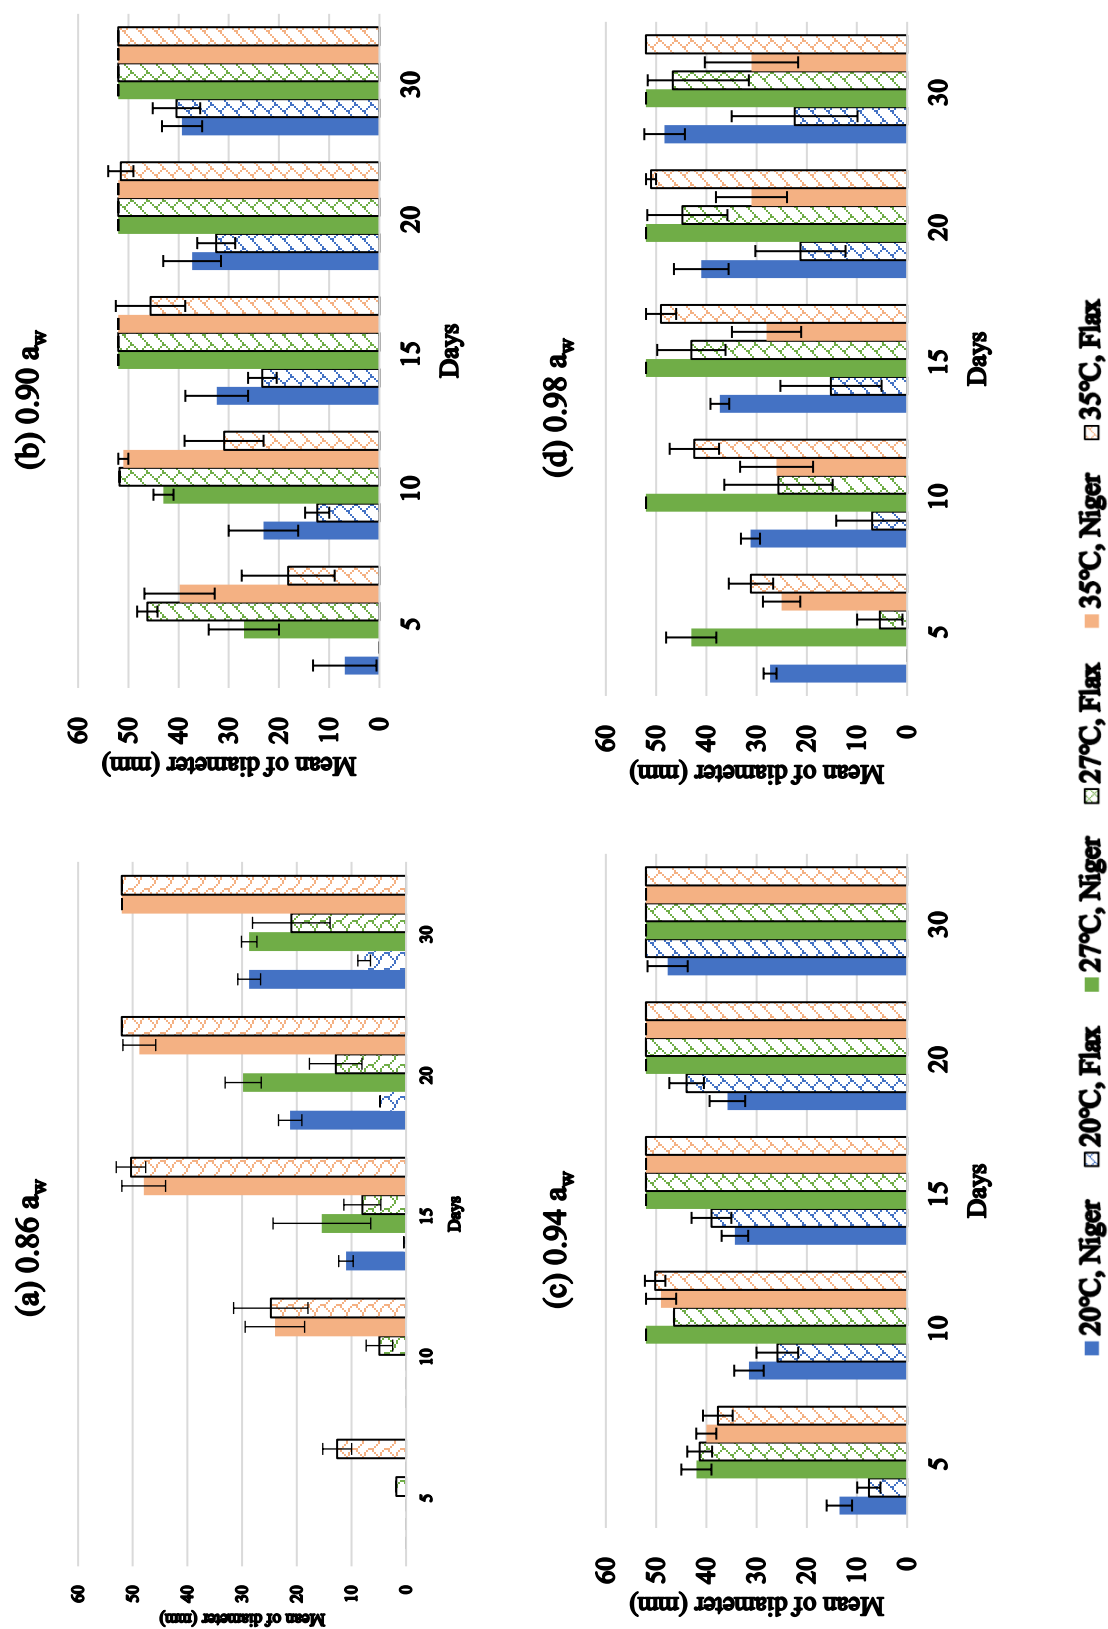 (a) 0.86 aw
60
50
40
30
20
10
0
Mean of diameter (mm)
5
10
15
20
30
Days
(b) 0.90 aw
60
50
40
30
20
10
0
Mean of diameter (mm)
5
10
15
20
30
Days
(c) 0.94 aw
60
50
40
30
20
10
0
Mean of diameter (mm)
5
10
15
20
30
Days
(d) 0.98 aw
60
50
40
30
20
10
0
Mean of diameter (mm)
5
10
15
20
30
Days
20°C, Niger
20°C, Flax
27°C, Niger
27°C, Flax
35°C, Niger
35°C, Flax